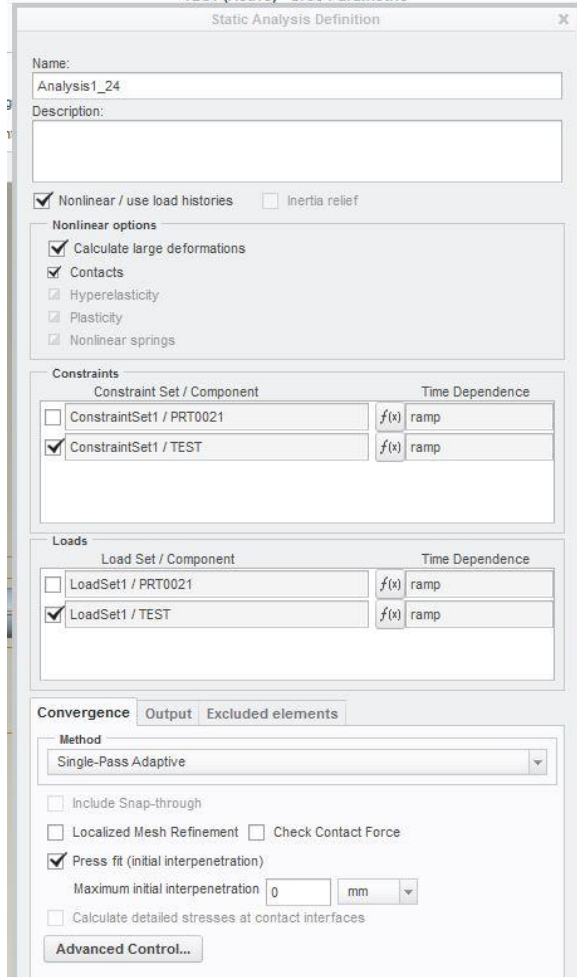 Static Analysis Definition
Name:
Analysis1_24
Description:
Nonlinear / use load histories Inertia relief
Nonlinear options
Calculate large deformations
Contacts
Hyperelasticity
Plasticity
Nonlinear springs
Constraints
Constraint Set / Component Time Dependence
ConstraintSet1 / PRT0021 f(x) ramp
ConstraintSet1 / TEST f(x) ramp
Loads
Load Set / Component Time Dependence
LoadSet1 / PRT0021 f(x) ramp
LoadSet1 / TEST f(x) ramp
Convergence Output Excluded elements
Method
Single-Pass Adaptive
Include Snap-through
Localized Mesh Refinement Check Contact Force
Press fit (initial interpenetration)
Maximum initial interpenetration 0 mm
Calculate detailed stresses at contact interfaces
Advanced Control...